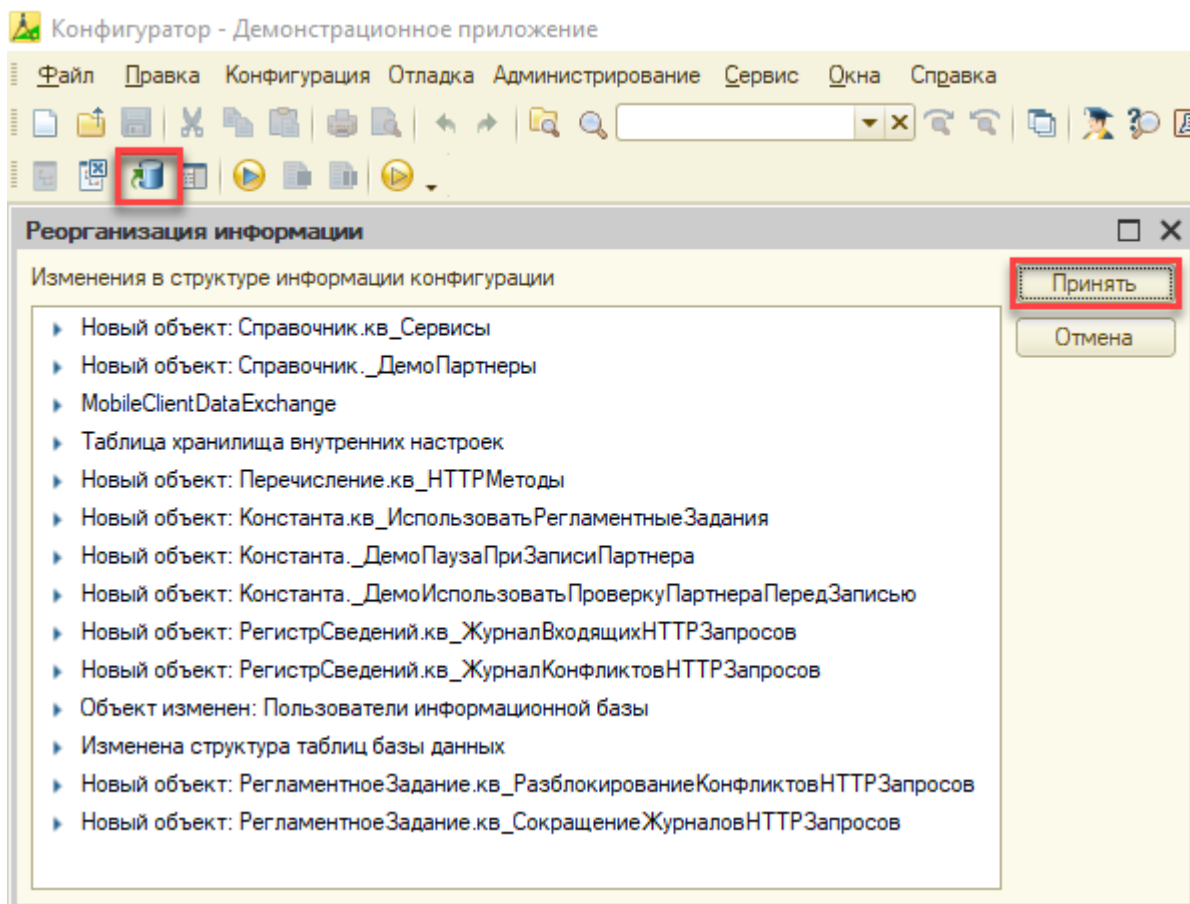 Конфигуратор - Демонстрационное приложение
Файл Правка Конфигурация Отладка Администрирование Сервис Окна Справка
Реорганизация информации
Изменения в структуре информации конфигурации
Принять
Отмена
Новый объект: Справочник.кв_Сервисы
Новый объект: Справочник._ДемоПартнеры
MobileClientDataExchange
Таблица хранилища внутренних настроек
Новый объект: Перечисление.кв_HTTPМетоды
Новый объект: Константа.кв_ИспользоватьРегламентныеЗадания
Новый объект: Константа._ДемоПаузаПриЗаписиПартнера
Новый объект: Константа._ДемоИспользоватьПроверкуПартнераПередЗаписью
Новый объект: РегистрСведений.кв_ЖурналВходящихHTTPЗапросов
Новый объект: РегистрСведений.кв_ЖурналКонфликтовHTTPЗапросов
Объект изменен: Пользователи информационной базы
Изменена структура таблиц базы данных
Новый объект: РегламентноеЗадание.кв_РазблокированиеКонфликтовHTTPЗапросов
Новый объект: РегламентноеЗадание.кв_СокращениеЖурналовHTTPЗапросов